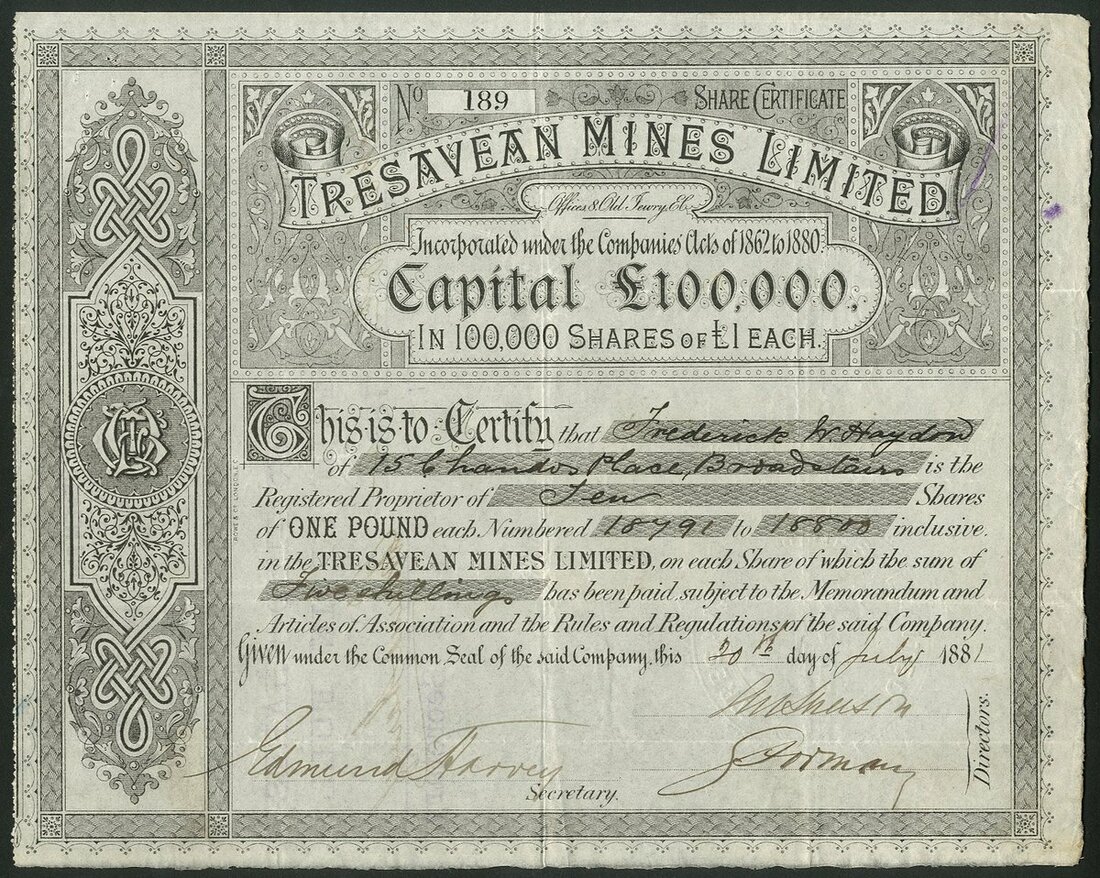 No 189 SHARE CERTIFICATE
TRESAVEAN MINES LIMITED
Offices 8 Old Jewry E.C.
Incorporated under the Companies Acts of 1862 to 1880
Capital £100,000.
IN 100,000 SHARES OF £1 EACH.
This is to Certify that Frederick W. Haydon
of 15 Chandos Place, Broadstairs is the
Registered Proprietor of Ten Shares
of ONE POUND each, Numbered 18791 to 18800 inclusive.
in the TRESAVEAN MINES LIMITED, on each Share of which the sum of
Five shillings has been paid, subject to the Memorandum and
Articles of Association and the Rules and Regulations of the said Company.
Given under the Common Seal of the said Company, this 20th day of July 1881
Edmund Harvey
Secretary.
Directors.